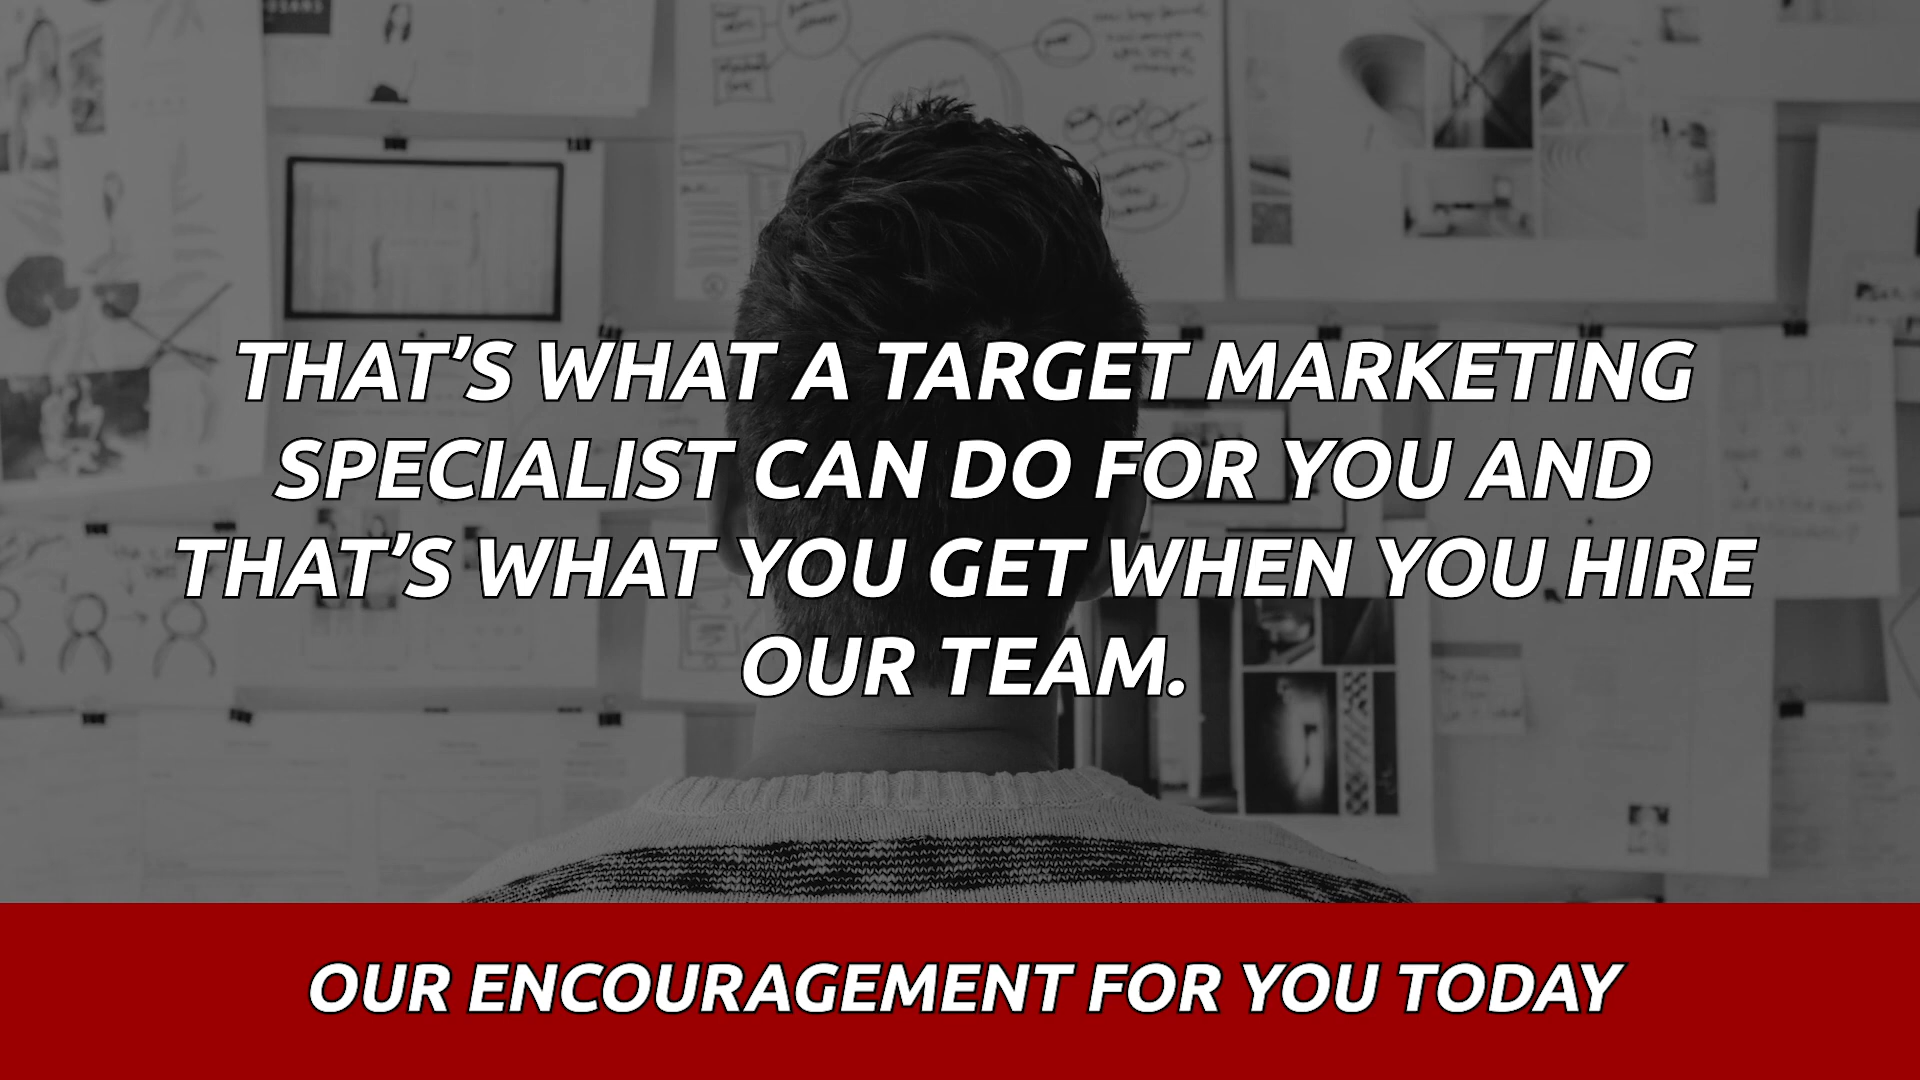 THAT’S WHAT A TARGET MARKETING
SPECIALIST CAN DO FOR YOU AND
THAT’S WHAT YOU GET WHEN YOU HIRE
OUR TEAM.
OUR ENCOURAGEMENT FOR YOU TODAY